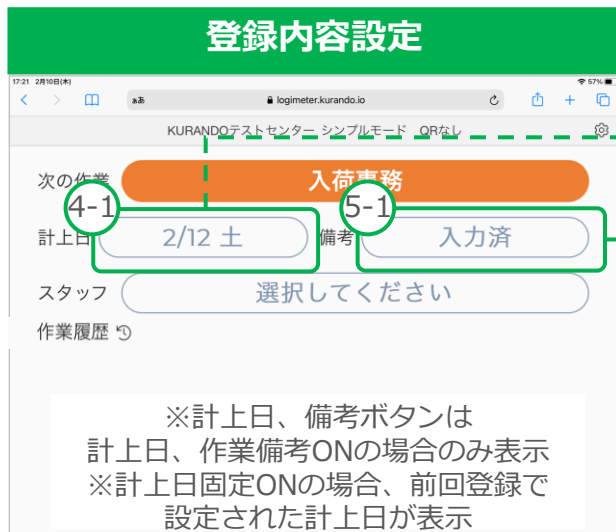 登録内容設定
17:21 2月10日(木) 57%
ぁあ logimeter.kurando.io
KURANDOテストセンター シンプルモード QRなし
次の作業 入荷事務
4-1 5-1
計上日 2/12 土 備考 入力済
スタッフ 選択してください
作業履歴
※計上日、備考ボタンは
計上日、作業備考ONの場合のみ表示
※計上日固定ONの場合、前回登録で
設定された計上日が表示